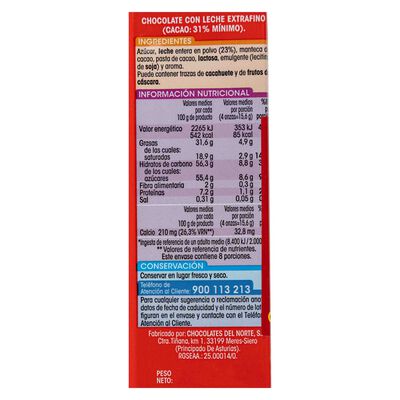 CHOCOLATE CON LECHE EXTRAFINO
(CACAO: 31% MÍNIMO).
INGREDIENTES
Azúcar, leche entera en polvo (23%), manteca d
cacao, pasta de cacao, lactosa, emulgente (lecitin
de soja) y aroma.
Puede contener trazas de cacahuete y de frutos d
cáscara.
INFORMACIÓN NUTRICIONAL
Valores medios por 100 g de producto Valores medios por porción (4 onzas=15,6 g)
Valor energético 2265 kJ 353 kJ 4
542 kcal 85 kcal
Grasas 31,6 g 4,9 g
de las cuales:
saturadas 18,9 g 2,9 g 14
Hidratos de carbono 56,3 g 8,8 g 3
de los cuales:
azúcares 55,4 g 8,6 g
Fibra alimentaria 2 g 0,3 g
Proteínas 7,2 g 1,1 g 2
Sal 0,31 g 0,05 g
Valores medios por 100 g de producto Valores medios por porción (4 onzas=15,6 g)
Calcio 210 mg (26,3% VRN**) 32,8 mg
*Ingesta de referencia de un adulto medio (8.400 kJ / 2.000
** Valores de referencia de nutrientes.
Este envase contiene 8 porciones.
CONSERVACIÓN
Conservar en lugar fresco y seco.
Teléfono de
Atención al Cliente: 900 113 213
Para cualquier sugerencia o reclamación ano
datos de fecha de caducidad y el número de lot
figuran en el envase y contacte con el Teléfono
Atención al Cliente.
Fabricado por: CHOCOLATES DEL NORTE, S.
Ctra. Tiñana, km 1. 33199 Meres-Siero
(Principado De Asturias).
RGSEAA.: 25.00014/O.
PESO
NETO: